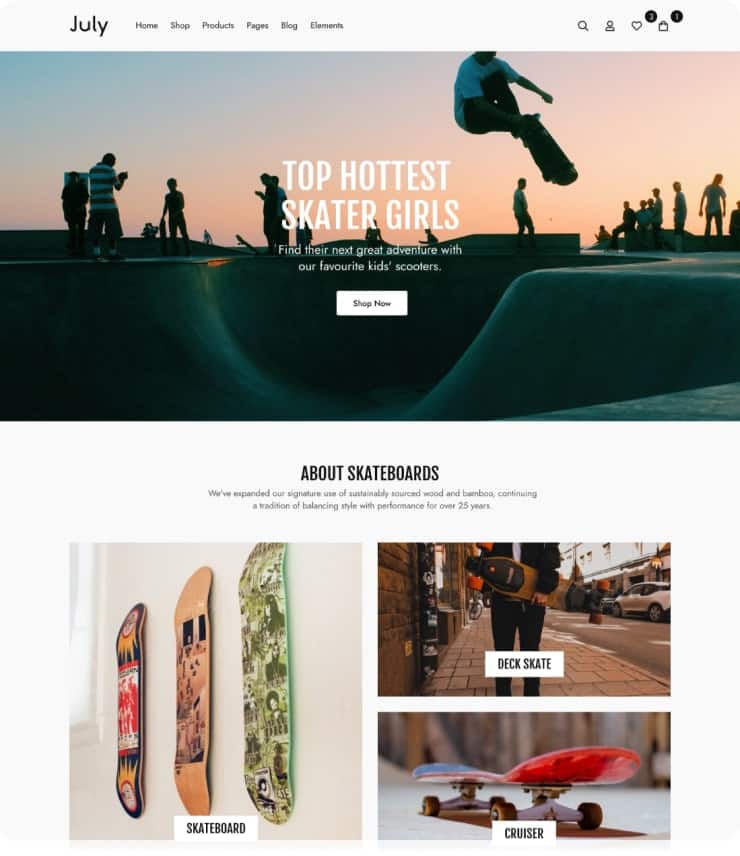 July
Home Shop Products Pages Blog Elements
3
1
TOP HOTTEST
SKATER GIRLS
Find their next great adventure with
our favourite kids' scooters.
Shop Now
ABOUT SKATEBOARDS
We've expanded our signature use of sustainably sourced wood and bamboo, continuing
a tradition of balancing style with performance for over 25 years.
DECK SKATE
SKATEBOARD
CRUISER